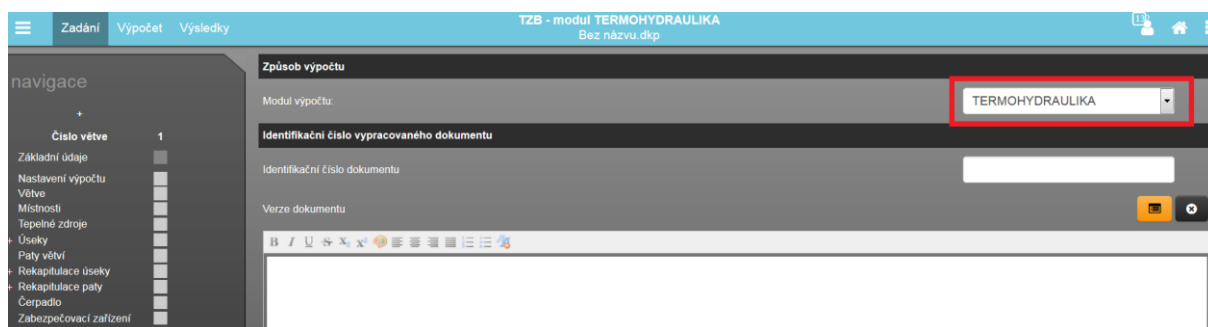 Zadání Výpočet Výsledky
TZB - modul TERMOHYDRAULIKA
Bez názvu.dkp
navigace
+
Číslo větve 1
Základní údaje
Nastavení výpočtu
Větve
Místnosti
Tepelné zdroje
+ Úseky
Paty větví
+ Rekapitulace úseky
+ Rekapitulace paty
Čerpadlo
Zabezpečovací zařízení
Způsob výpočtu
Modul výpočtu:
TERMOHYDRAULIKA
Identifikační číslo vypracovaného dokumentu
Identifikační číslo dokumentu
Verze dokumentu
B I U S X₂ X²